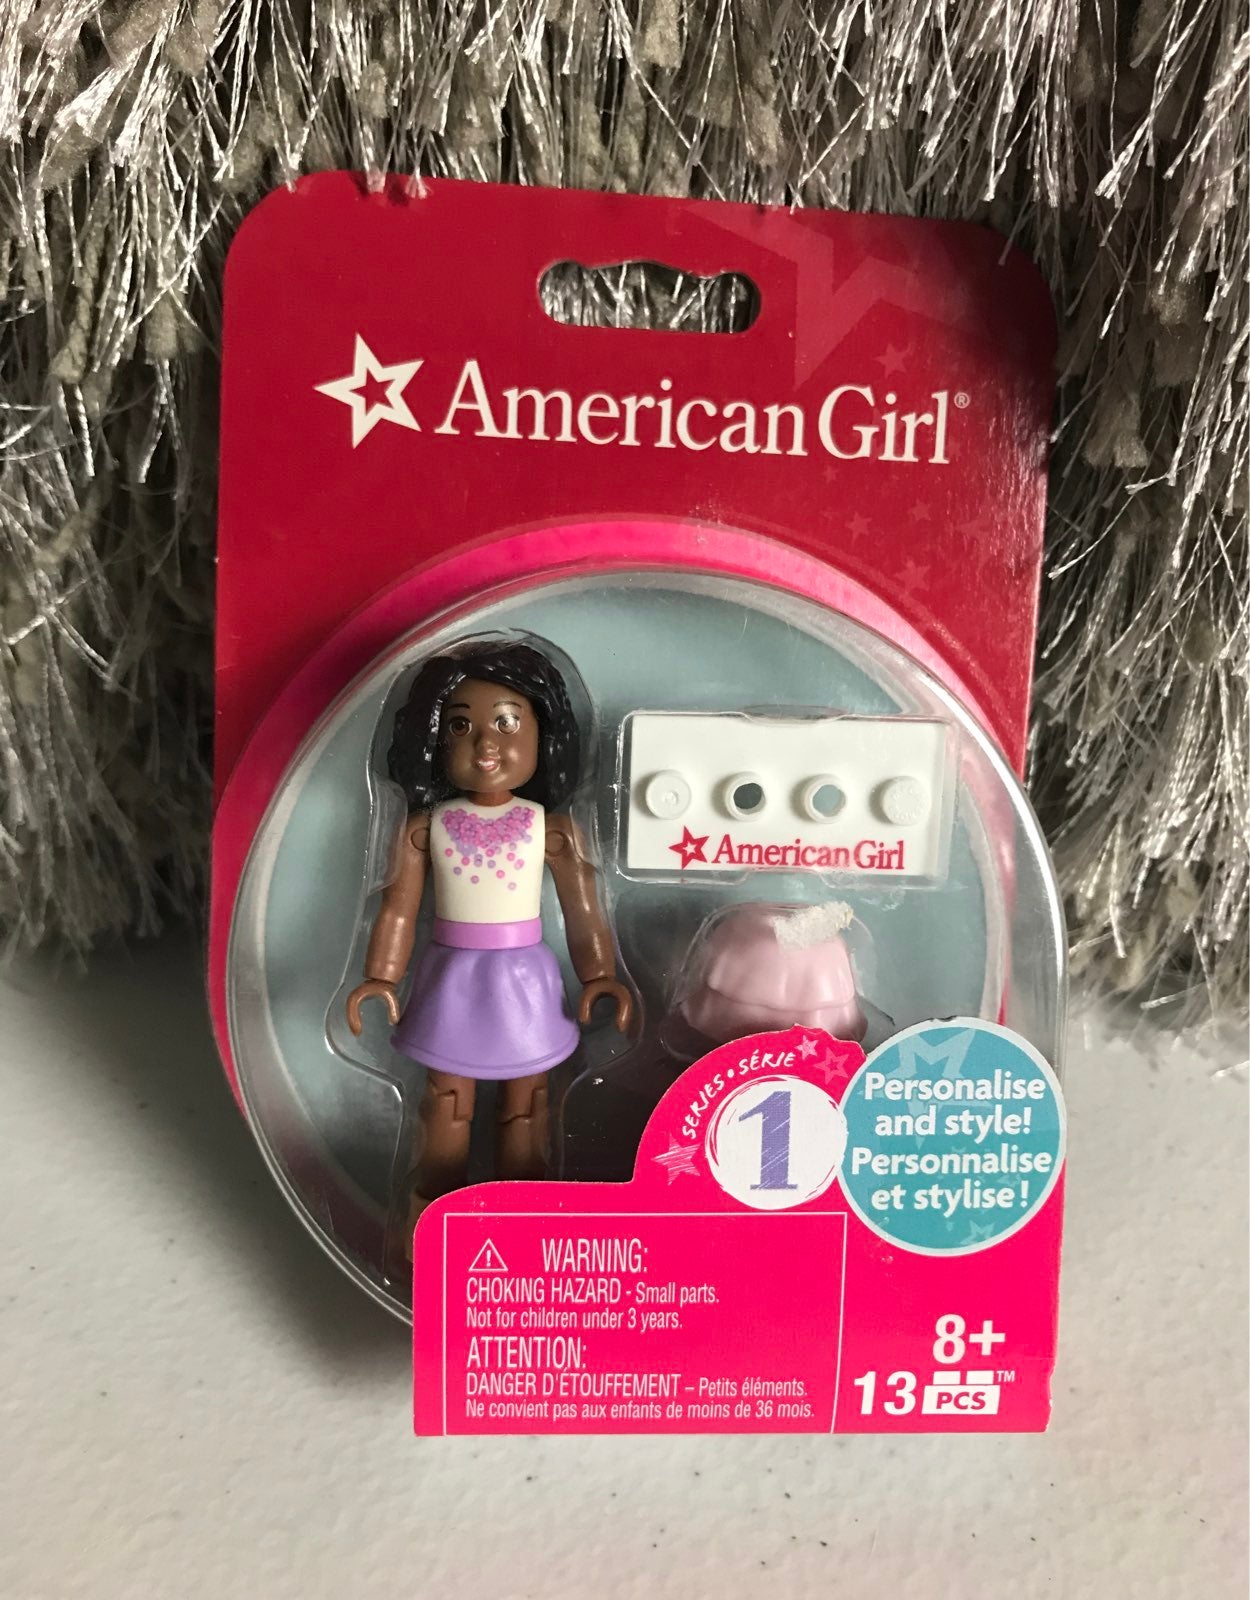 American Girl®
American Girl
SERIES • SÉRIE
1
Personalise
and style!
Personnalise
et stylise !
WARNING:
CHOKING HAZARD - Small parts.
Not for children under 3 years.
ATTENTION:
DANGER D'ÉTOUFFEMENT – Petits éléments.
Ne convient pas aux enfants de moins de 36 mois.
8+
13 PCS™